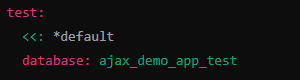 test:
  <<: *default
  database: ajax_demo_app_test